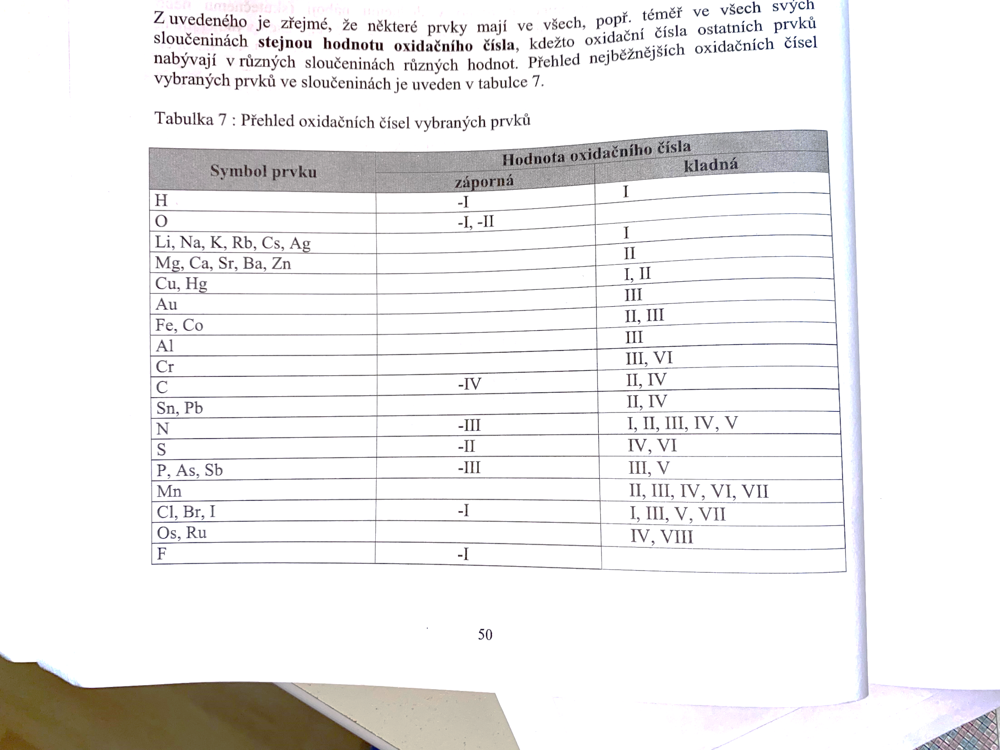 Z uvedeného je zřejmé, že některé prvky mají ve všech, popř. téměř ve všech svých
sloučeninách stejnou hodnotu oxidačního čísla, kdežto oxidační čísla ostatních prvků
nabývají v různých sloučeninách různých hodnot. Přehled nejběžnějších oxidačních čísel
vybraných prvků ve sloučeninách je uveden v tabulce 7.
Tabulka 7 : Přehled oxidačních čísel vybraných prvků
Symbol prvku Hodnota oxidačního čísla
záporná kladná
H -I I
O -I, -II
Li, Na, K, Rb, Cs, Ag I
Mg, Ca, Sr, Ba, Zn II
Cu, Hg I, II
Au III
Fe, Co II, III
Al III
Cr III, VI
C -IV II, IV
Sn, Pb II, IV
N -III I, II, III, IV, V
S -II IV, VI
P, As, Sb -III III, V
Mn II, III, IV, VI, VII
Cl, Br, I -I I, III, V, VII
Os, Ru IV, VIII
F -I
50